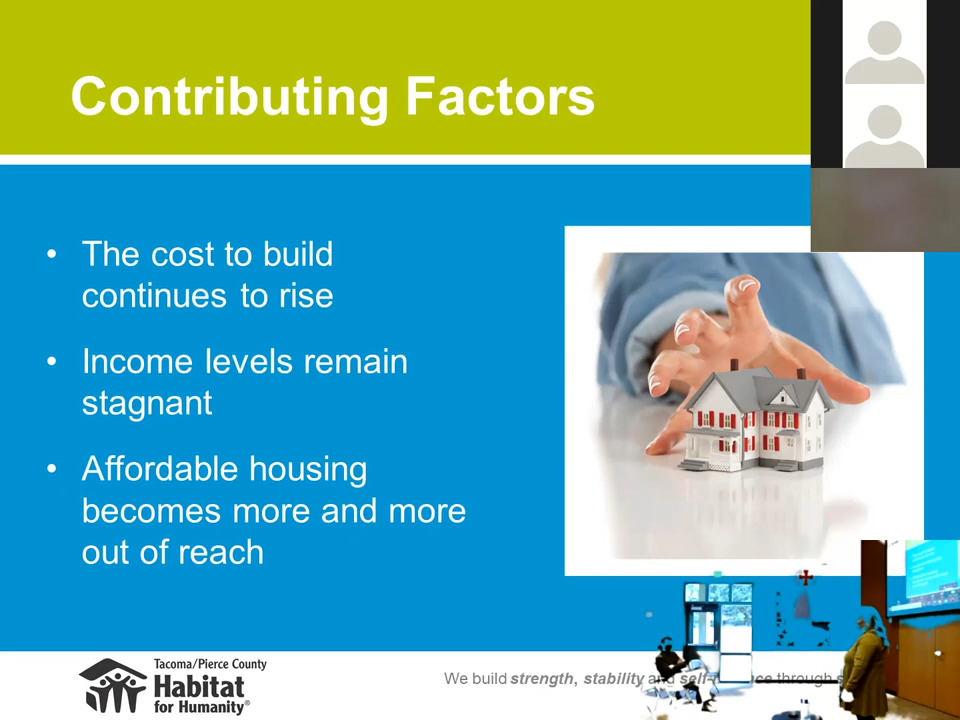 Contributing Factors
• The cost to build
continues to rise
• Income levels remain
stagnant
• Affordable housing
becomes more and more
out of reach
Tacoma/Pierce County
Habitat
for Humanity®
We build strength, stability and through